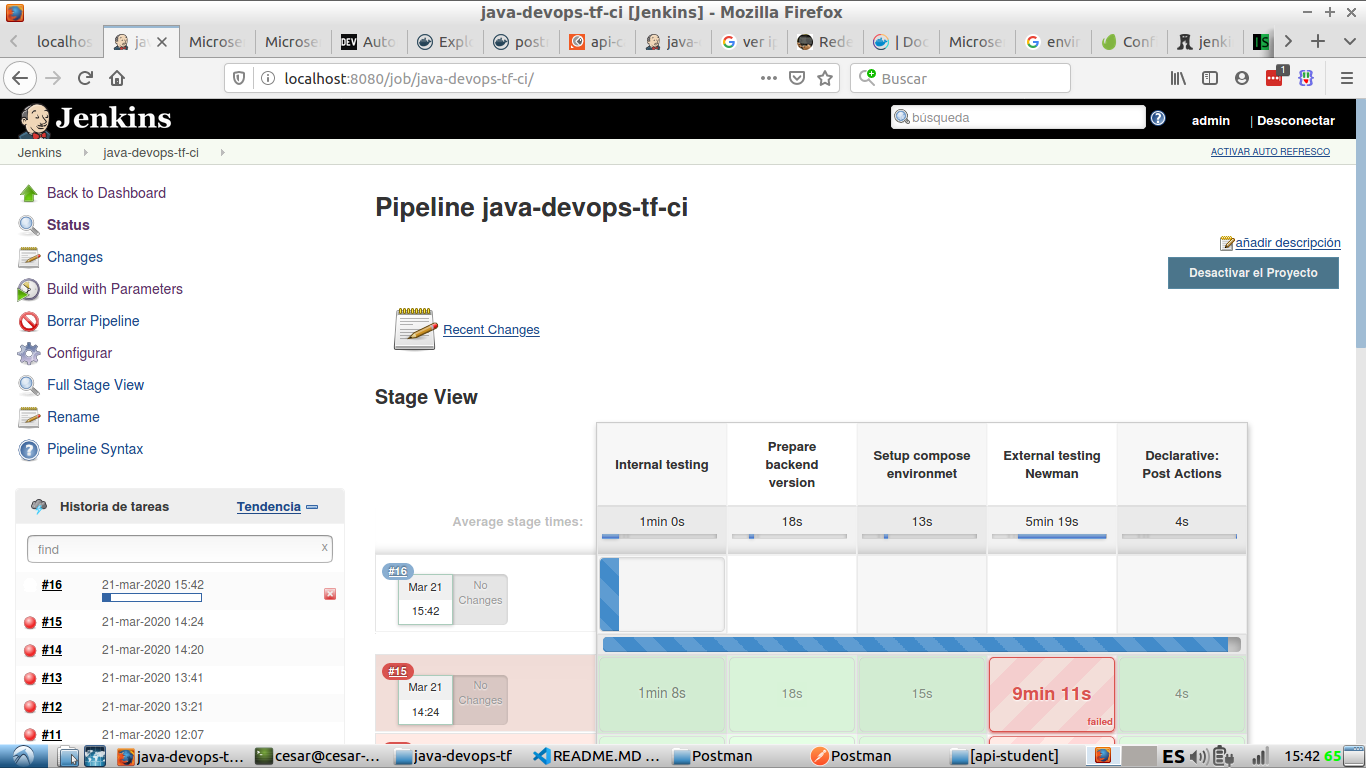 java-devops-tf-ci [Jenkins] - Mozilla Firefox
localhos
Microse
Microse
DEV Auto
Explo
postm
api-c
java-
ver ip
Rede
| Doc
Microse
envir
Conf
jenki
localhost:8080/job/java-devops-tf-ci/
Buscar
1
Jenkins
búsqueda
admin
| Desconectar
Jenkins
java-devops-tf-ci
ACTIVAR AUTO REFRESCO
Back to Dashboard
Status
Changes
Build with Parameters
Borrar Pipeline
Configurar
Full Stage View
Rename
Pipeline Syntax
Historia de tareas
Tendencia
find
x
#16 21-mar-2020 15:42
#15 21-mar-2020 14:24
#14 21-mar-2020 14:20
#13 21-mar-2020 13:41
#12 21-mar-2020 13:21
#11 21-mar-2020 12:07
Pipeline java-devops-tf-ci
añadir descripción
Desactivar el Proyecto
Recent Changes
Stage View
Internal testing
Prepare
backend
version
Setup compose
environmet
External testing
Newman
Declarative:
Post Actions
Average stage times:
1min 0s
18s
13s
5min 19s
4s
#16
Mar 21
15:42
No
Changes
#15
Mar 21
14:24
No
Changes
1min 8s
18s
15s
9min 11s
failed
4s
java-devops-t...
cesar@cesar-...
java-devops-tf
README.MD ...
Postman
Postman
[api-student]
ES
15:42
65